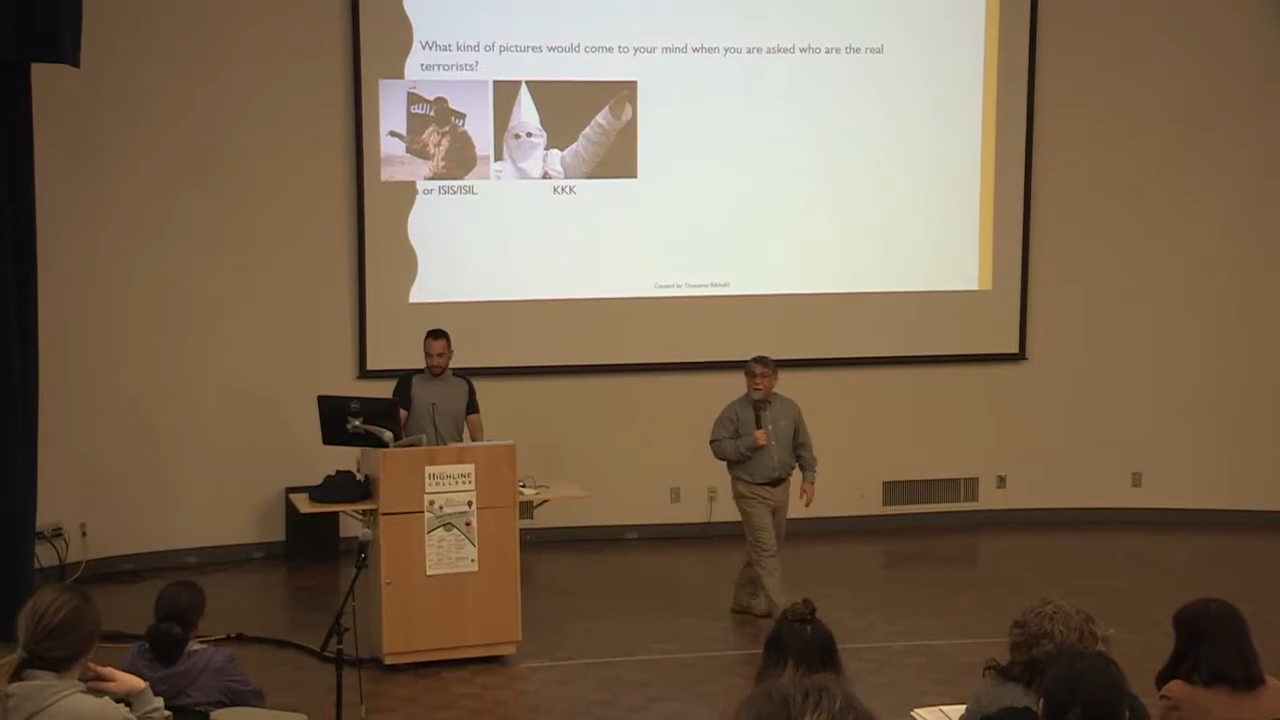 What kind of pictures would come to your mind when you are asked who are the real
terrorists?
or ISIS/ISIL
KKK
HIGHLINE
COLLEGE